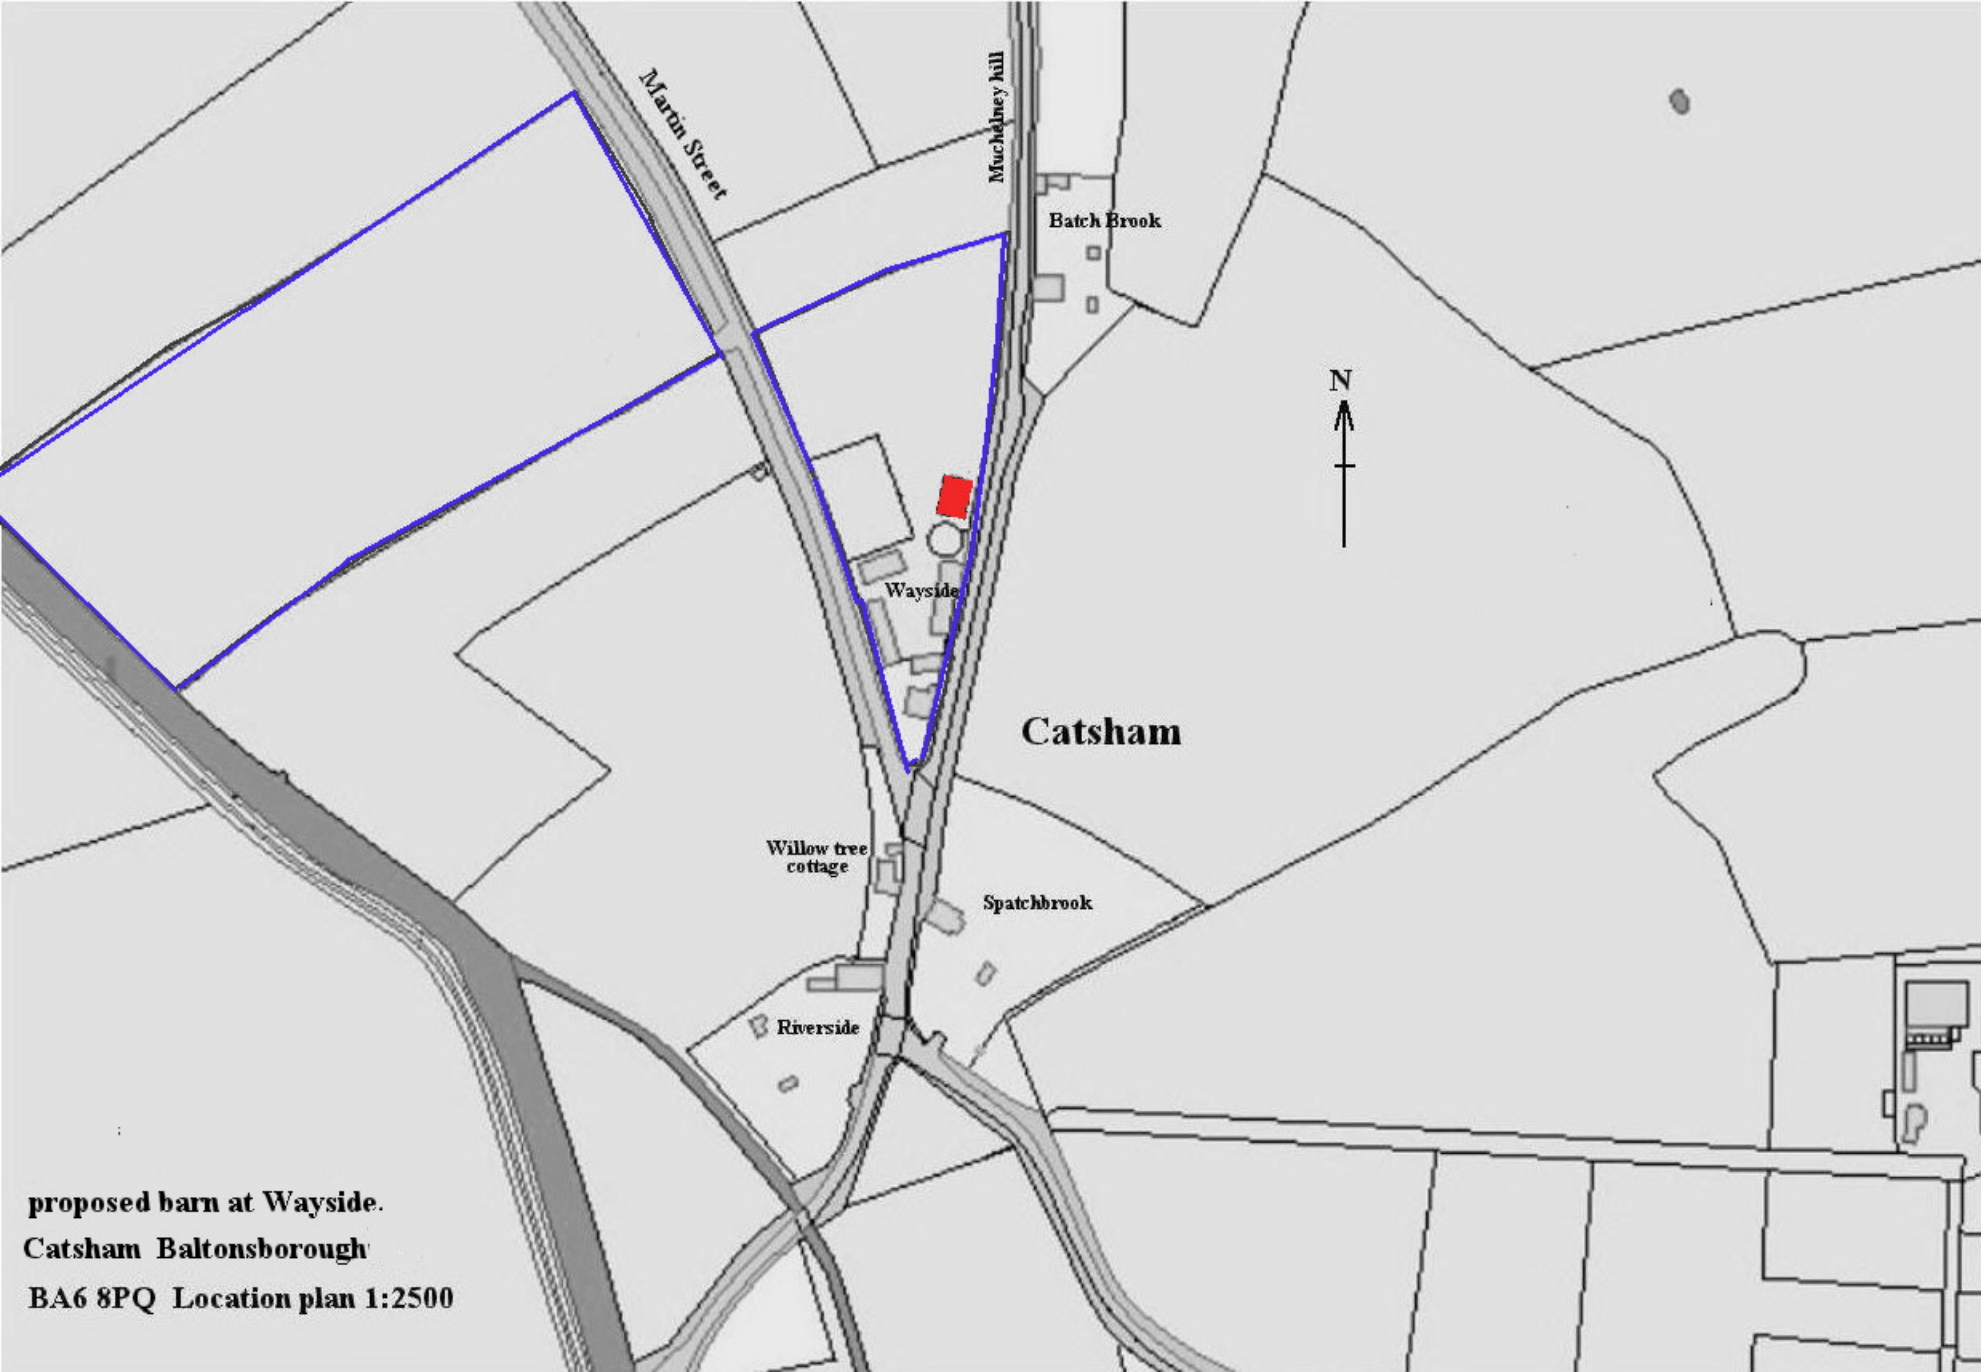 Martin Street
Muchelney hill
Batch Brook
N
Wayside
Catsham
Willow tree
cottage
Spatchbrook
Riverside
proposed barn at Wayside.
Catsham Baltonsborough
BA6 8PQ Location plan 1:2500